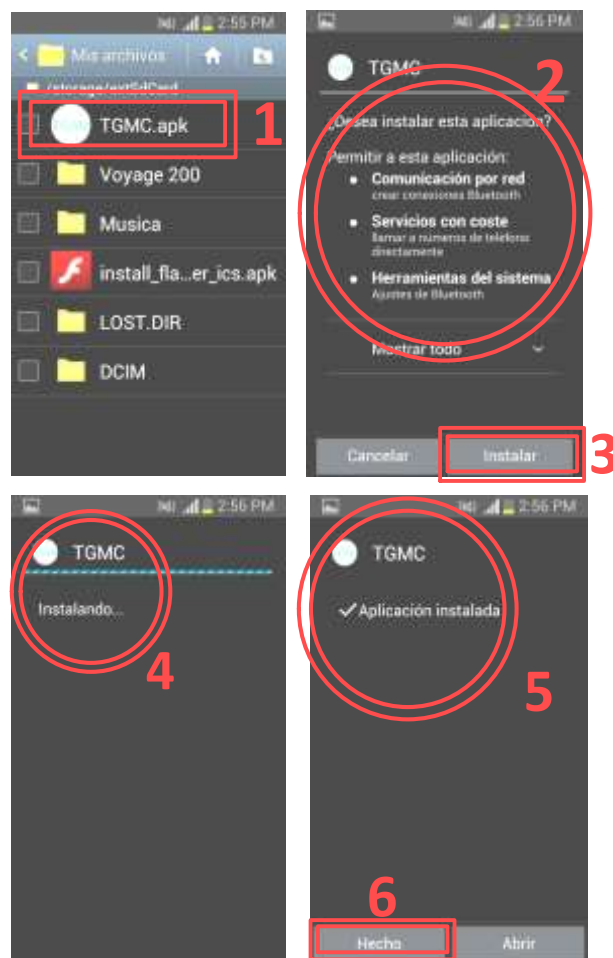 2:55 PM
Mis archivos
/storage/extSdCard
TGMC.apk
1
Voyage 200
Musica
install_fla...er_ics.apk
LOST.DIR
DCIM
2:56 PM
TGMC
2
¿Desea instalar esta aplicación?
Permitir a esta aplicación:
Comunicación por red
crear conexiones Bluetooth
Servicios con coste
llamar a números de teléfono
directamente
Herramientas del sistema
Ajustes de Bluetooth
Mostrar todo
Cancelar
Instalar
3
2:56 PM
TGMC
Instalando...
4
2:56 PM
TGMC
Aplicación instalada
5
6
Hecho
Abrir